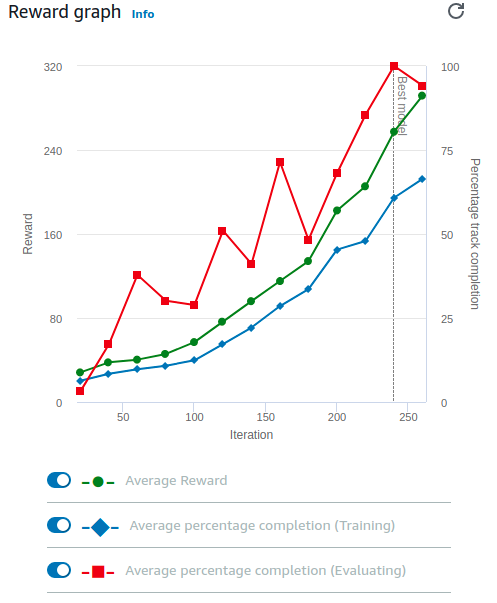 Reward graph Info
320
240
160
80
0
100
75
50
25
0
Reward
Percentage track completion
Best model
50 100 150 200 250
Iteration
Average Reward
Average percentage completion (Training)
Average percentage completion (Evaluating)